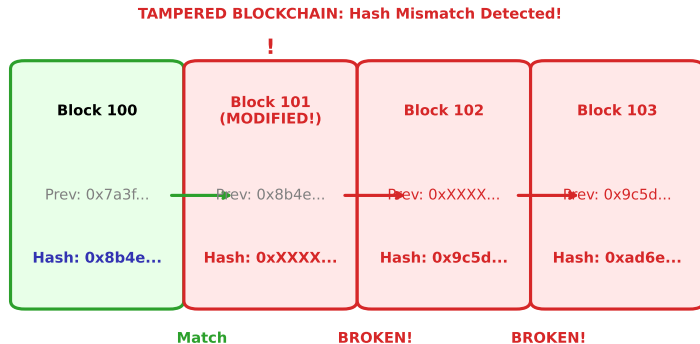 TAMPERED BLOCKCHAIN: Hash Mismatch Detected!
!
Block 100
Prev: 0x7a3f...
Hash: 0x8b4e...
Block 101
(MODIFIED!)
Prev: 0x8b4e...
Hash: 0xXXXX...
Block 102
Prev: 0xXXXX...
Hash: 0x9c5d...
Block 103
Prev: 0x9c5d...
Hash: 0xad6e...
Match
BROKEN!
BROKEN!